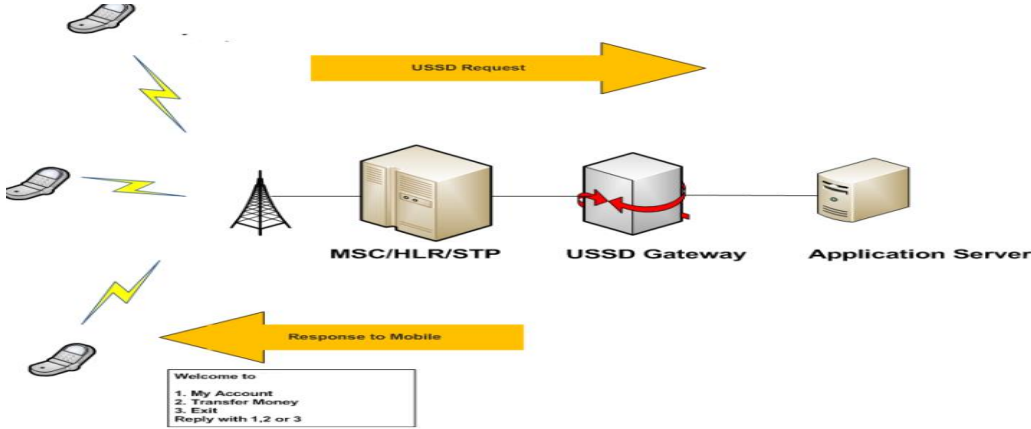 USSD Request
MSC/HLR/STP
USSD Gateway
Application Server
Response to Mobile
Welcome to
1. My Account
2. Transfer Money
3. Exit
Reply with 1,2 or 3